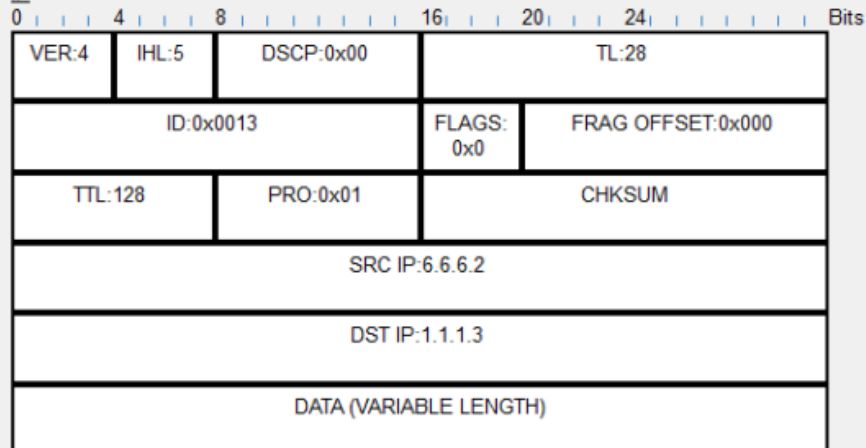 0 4 8 16 20 24 Bits
VER:4 IHL:5 DSCP:0x00 TL:28
ID:0x0013 FLAGS: 0x0 FRAG OFFSET:0x000
TTL:128 PRO:0x01 CHKSUM
SRC IP:6.6.6.2
DST IP:1.1.1.3
DATA (VARIABLE LENGTH)